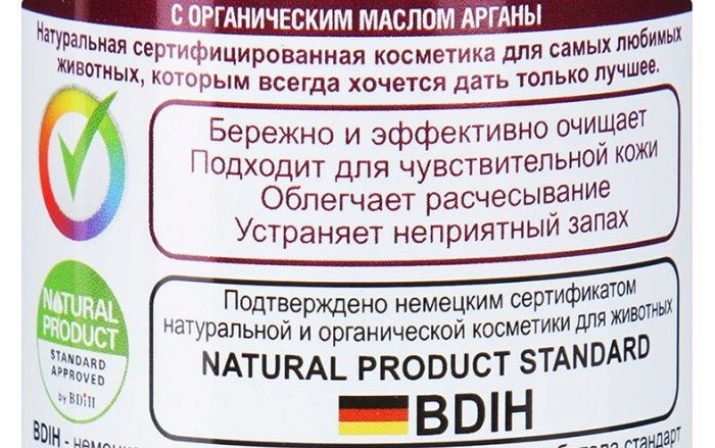 С ОРГАНИЧЕСКИМ МАСЛОМ АРГАНЫ
Натуральная сертифицированная косметика для самых любимых
животных, которым всегда хочется дать только лучшее.
Бережно и эффективно очищает
Подходит для чувствительной кожи
Облегчает расчесывание
Устраняет неприятный запах
NATURAL
PRODUCT
STANDARD
APPROVED
by BDIH
Подтверждено немецким сертификатом
натуральной и органической косметики для животных
NATURAL PRODUCT STANDARD
BDIH
BDIH - стандарт